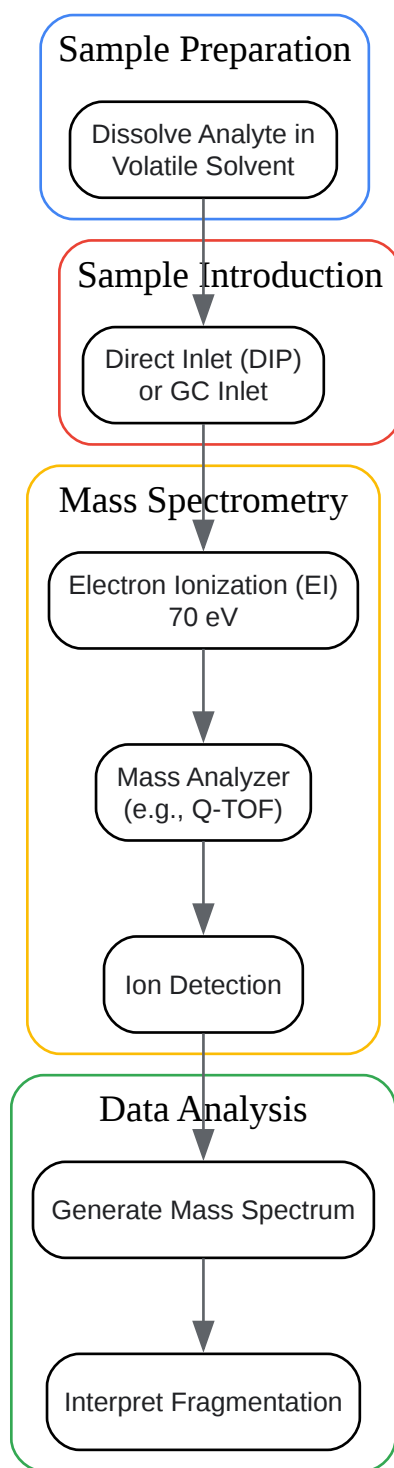 Sample Preparation
Dissolve Analyte in
Volatile Solvent
Sample Introduction
Direct Inlet (DIP)
or GC Inlet
Mass Spectrometry
Electron Ionization (EI)
70 eV
Mass Analyzer
(e.g., Q-TOF)
Ion Detection
Data Analysis
Generate Mass Spectrum
Interpret Fragmentation